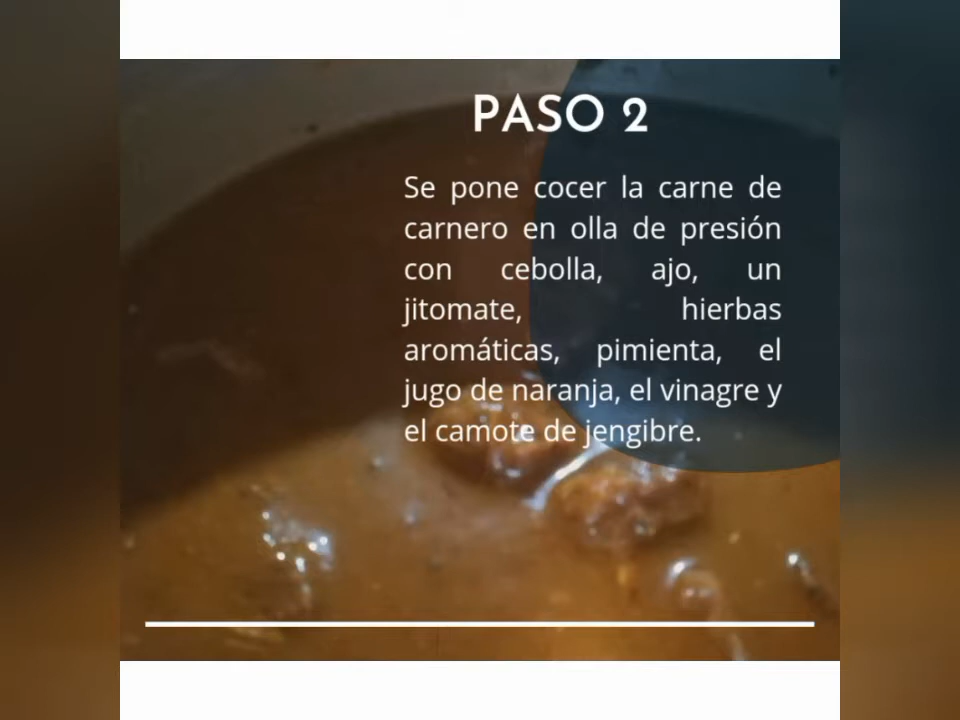 PASO 2
Se pone cocer la carne de
carnero en olla de presión
con cebolla, ajo, un
jitomate, hierbas
aromáticas, pimienta, el
jugo de naranja, el vinagre y
el camote de jengibre.